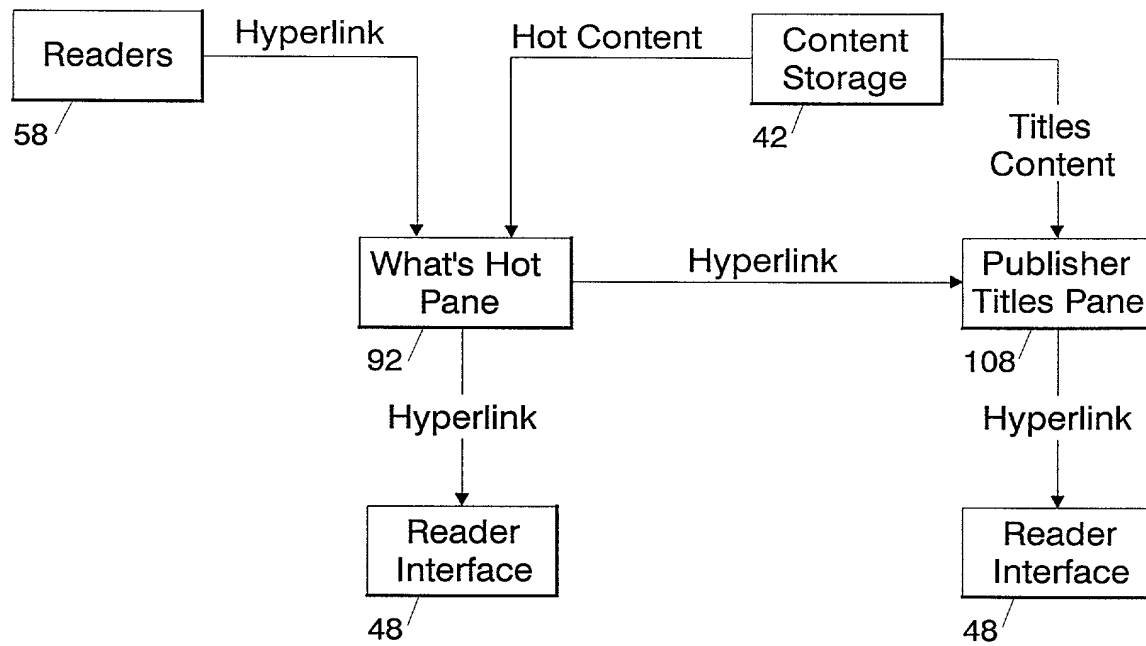 Readers
58
Hyperlink
Hot Content
Content
Storage
42
Titles
Content
What's Hot
Pane
92
Hyperlink
Publisher
Titles Pane
108
Hyperlink
Hyperlink
Reader
Interface
48
Reader
Interface
48